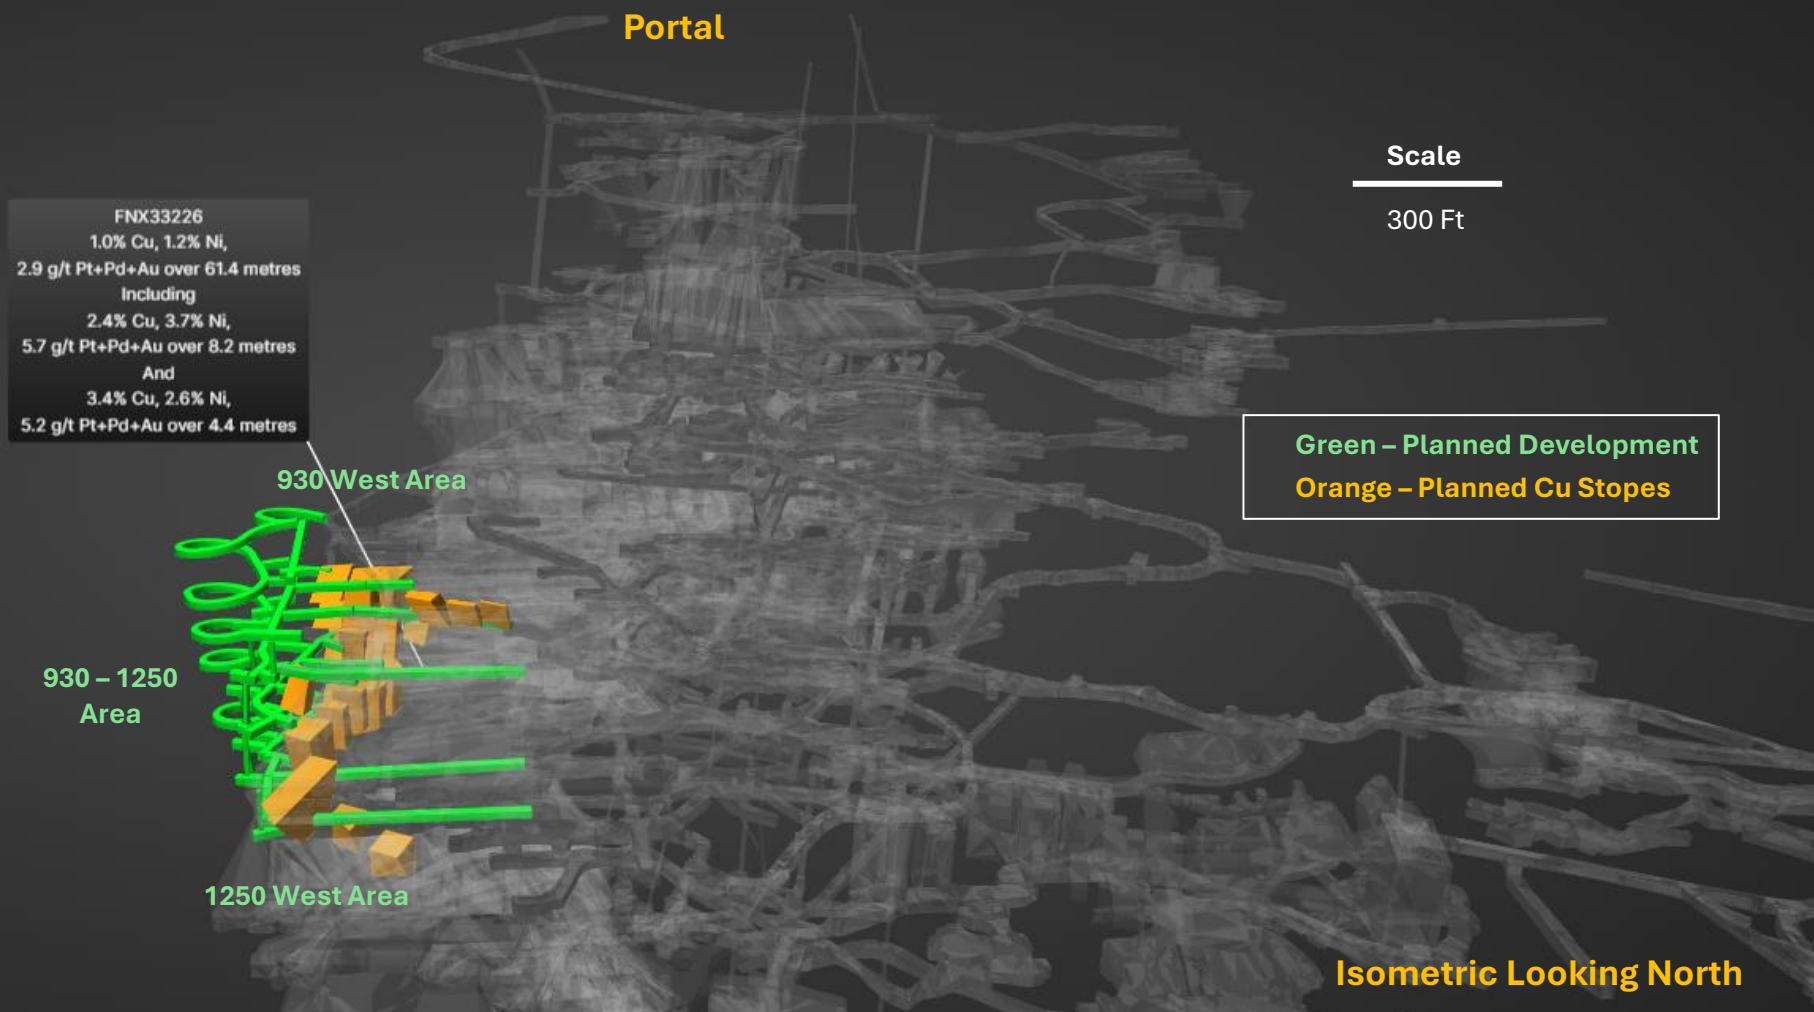 Portal
Scale
300 Ft
FNX33226
1.0% Cu, 1.2% Ni,
2.9 g/t Pt+Pd+Au over 61.4 metres
Including
2.4% Cu, 3.7% Ni,
5.7 g/t Pt+Pd+Au over 8.2 metres
And
3.4% Cu, 2.6% Ni,
5.2 g/t Pt+Pd+Au over 4.4 metres
Green – Planned Development
Orange – Planned Cu Stopes
930 West Area
930 – 1250
Area
1250 West Area
Isometric Looking North